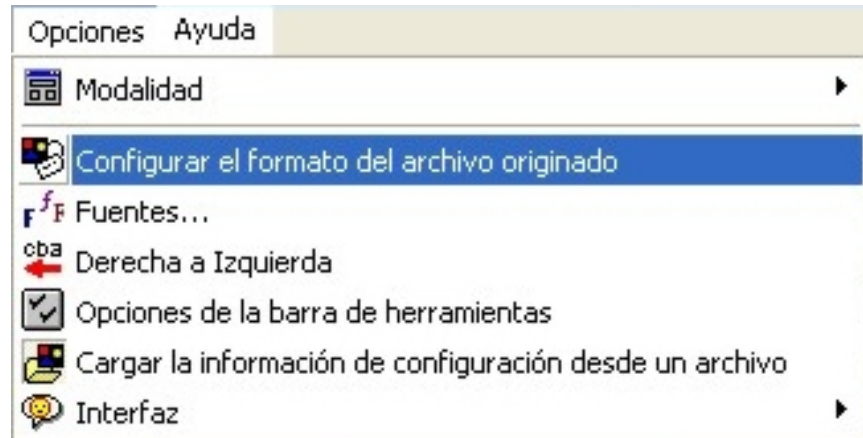 Opciones Ayuda
Modalidad
Configurar el formato del archivo originado
F f F Fuentes...
cba Derecha a Izquierda
Opciones de la barra de herramientas
Cargar la información de configuración desde un archivo
Interfaz